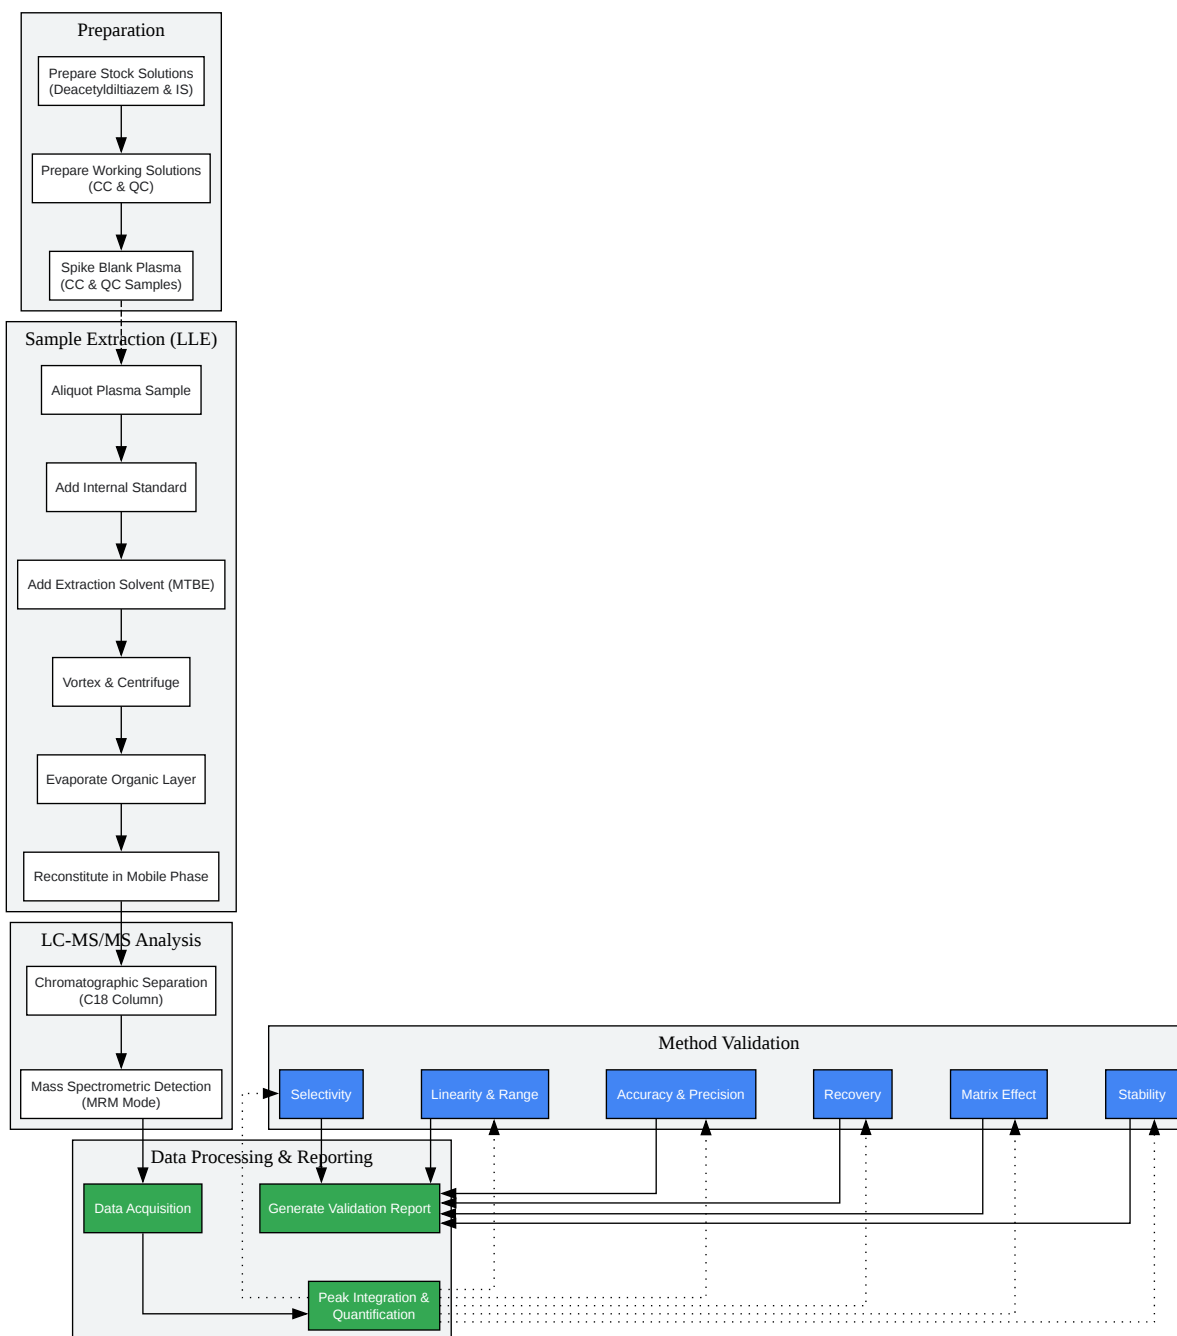 Preparation
Prepare Stock Solutions
(Deacetyldiltiazem & IS)
Prepare Working Solutions
(CC & QC)
Spike Blank Plasma
(CC & QC Samples)
Sample Extraction (LLE)
Aliquot Plasma Sample
Add Internal Standard
Add Extraction Solvent (MTBE)
Vortex & Centrifuge
Evaporate Organic Layer
Reconstitute in Mobile Phase
LC-MS/MS Analysis
Chromatographic Separation
(C18 Column)
Mass Spectrometric Detection
(MRM Mode)
Method Validation
Selectivity
Linearity & Range
Accuracy & Precision
Recovery
Matrix Effect
Stability
Data Processing & Reporting
Data Acquisition
Generate Validation Report
Peak Integration &
Quantification